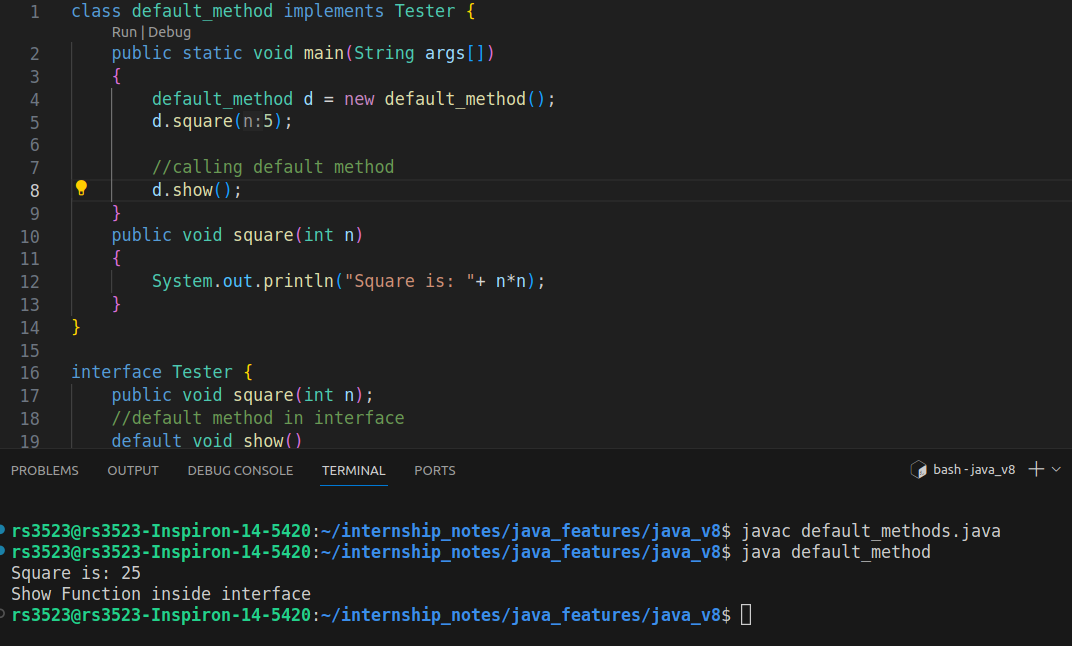 1 class default_method implements Tester {
Run | Debug
2 public static void main(String args[])
3 {
4 default_method d = new default_method();
5 d.square(n:5);
6
7 //calling default method
8 d.show();
9 }
10 public void square(int n)
11 {
12 System.out.println("Square is: "+ n*n);
13 }
14 }
15
16 interface Tester {
17 public void square(int n);
18 //default method in interface
19 default void show()
PROBLEMS OUTPUT DEBUG CONSOLE TERMINAL PORTS bash - java_v8
rs3523@rs3523-Inspiron-14-5420:~/internship_notes/java_features/java_v8$ javac default_methods.java
rs3523@rs3523-Inspiron-14-5420:~/internship_notes/java_features/java_v8$ java default_method
Square is: 25
Show Function inside interface
rs3523@rs3523-Inspiron-14-5420:~/internship_notes/java_features/java_v8$